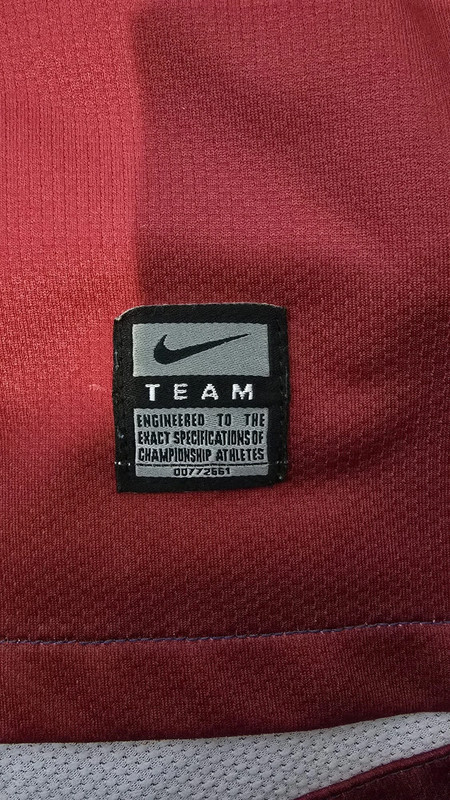 TEAM
ENGINEERED TO THE
EXACT SPECIFICATIONS OF
CHAMPIONSHIP ATHLETES
00772661